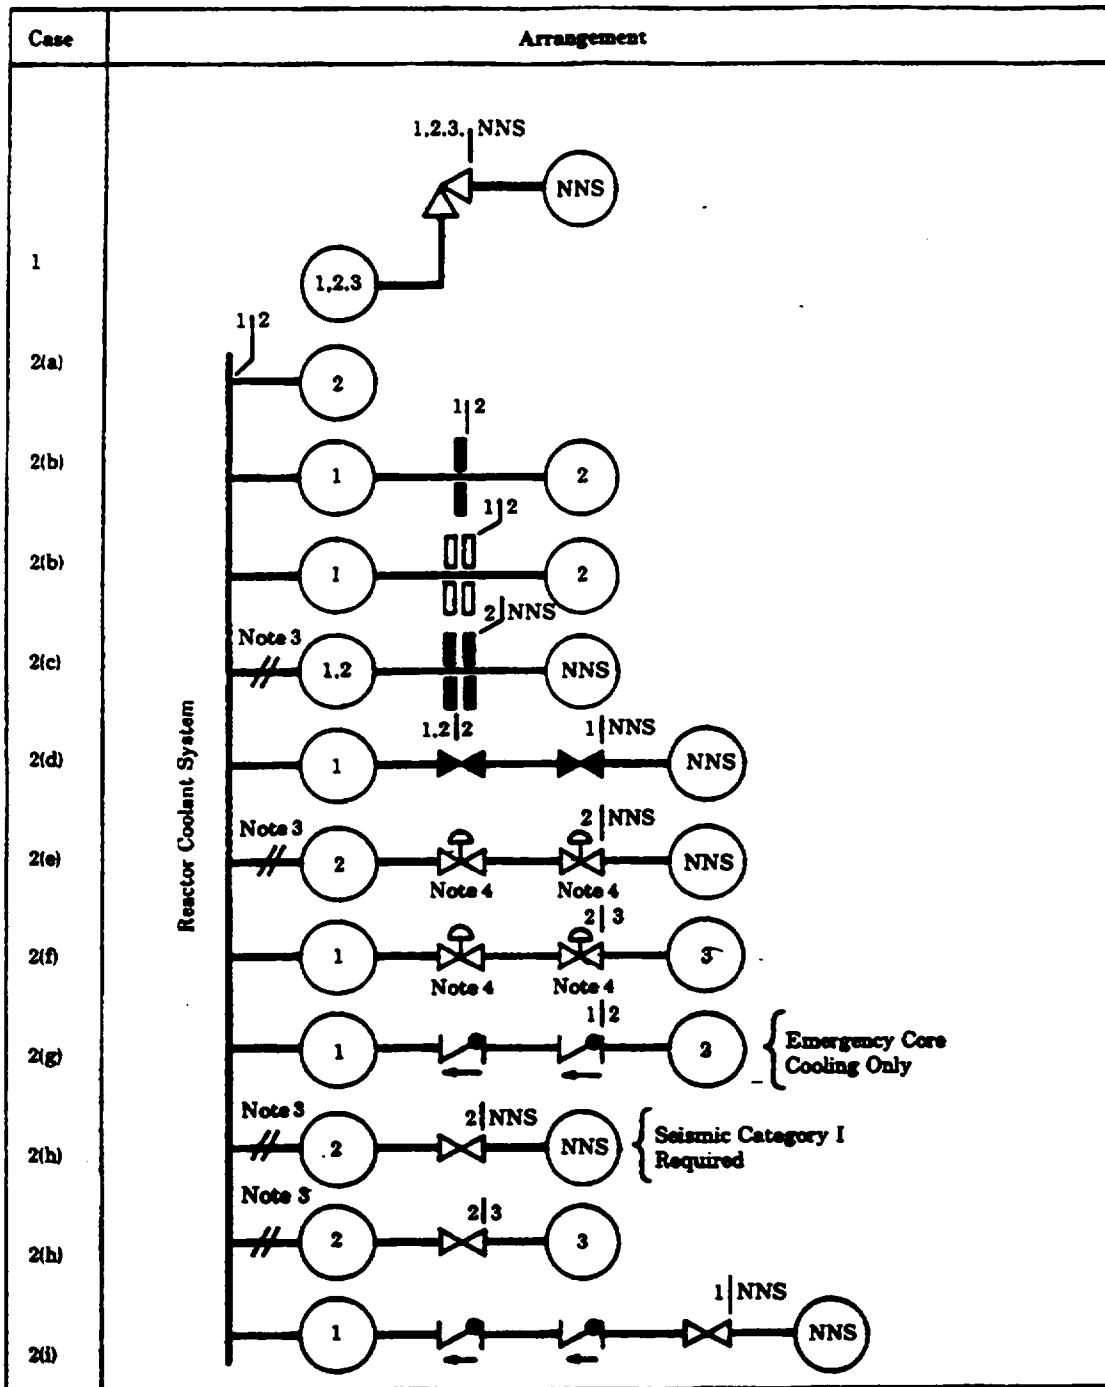 Case
Arrangement
1,2,3, NNS
NNS
1
1,2,3
1 2
2(a)
2
1 2
2(b)
1
2
1 2
2(b)
1
2
2 NNS
Note 3
2(c)
1,2
NNS
1,2 2
1 NNS
2(d)
1
NNS
Reactor Coolant System
Note 3
2 NNS
2(e)
2
NNS
Note 4
Note 4
2 3
2(f)
1
3
Note 4
Note 4
1 2
2(g)
1
2
Emergency Core
Cooling Only
Note 3
2 NNS
2(h)
2
NNS
Seismic Category I
Required
Note 3
2 3
2(h)
2
3
1 NNS
2(i)
1
NNS